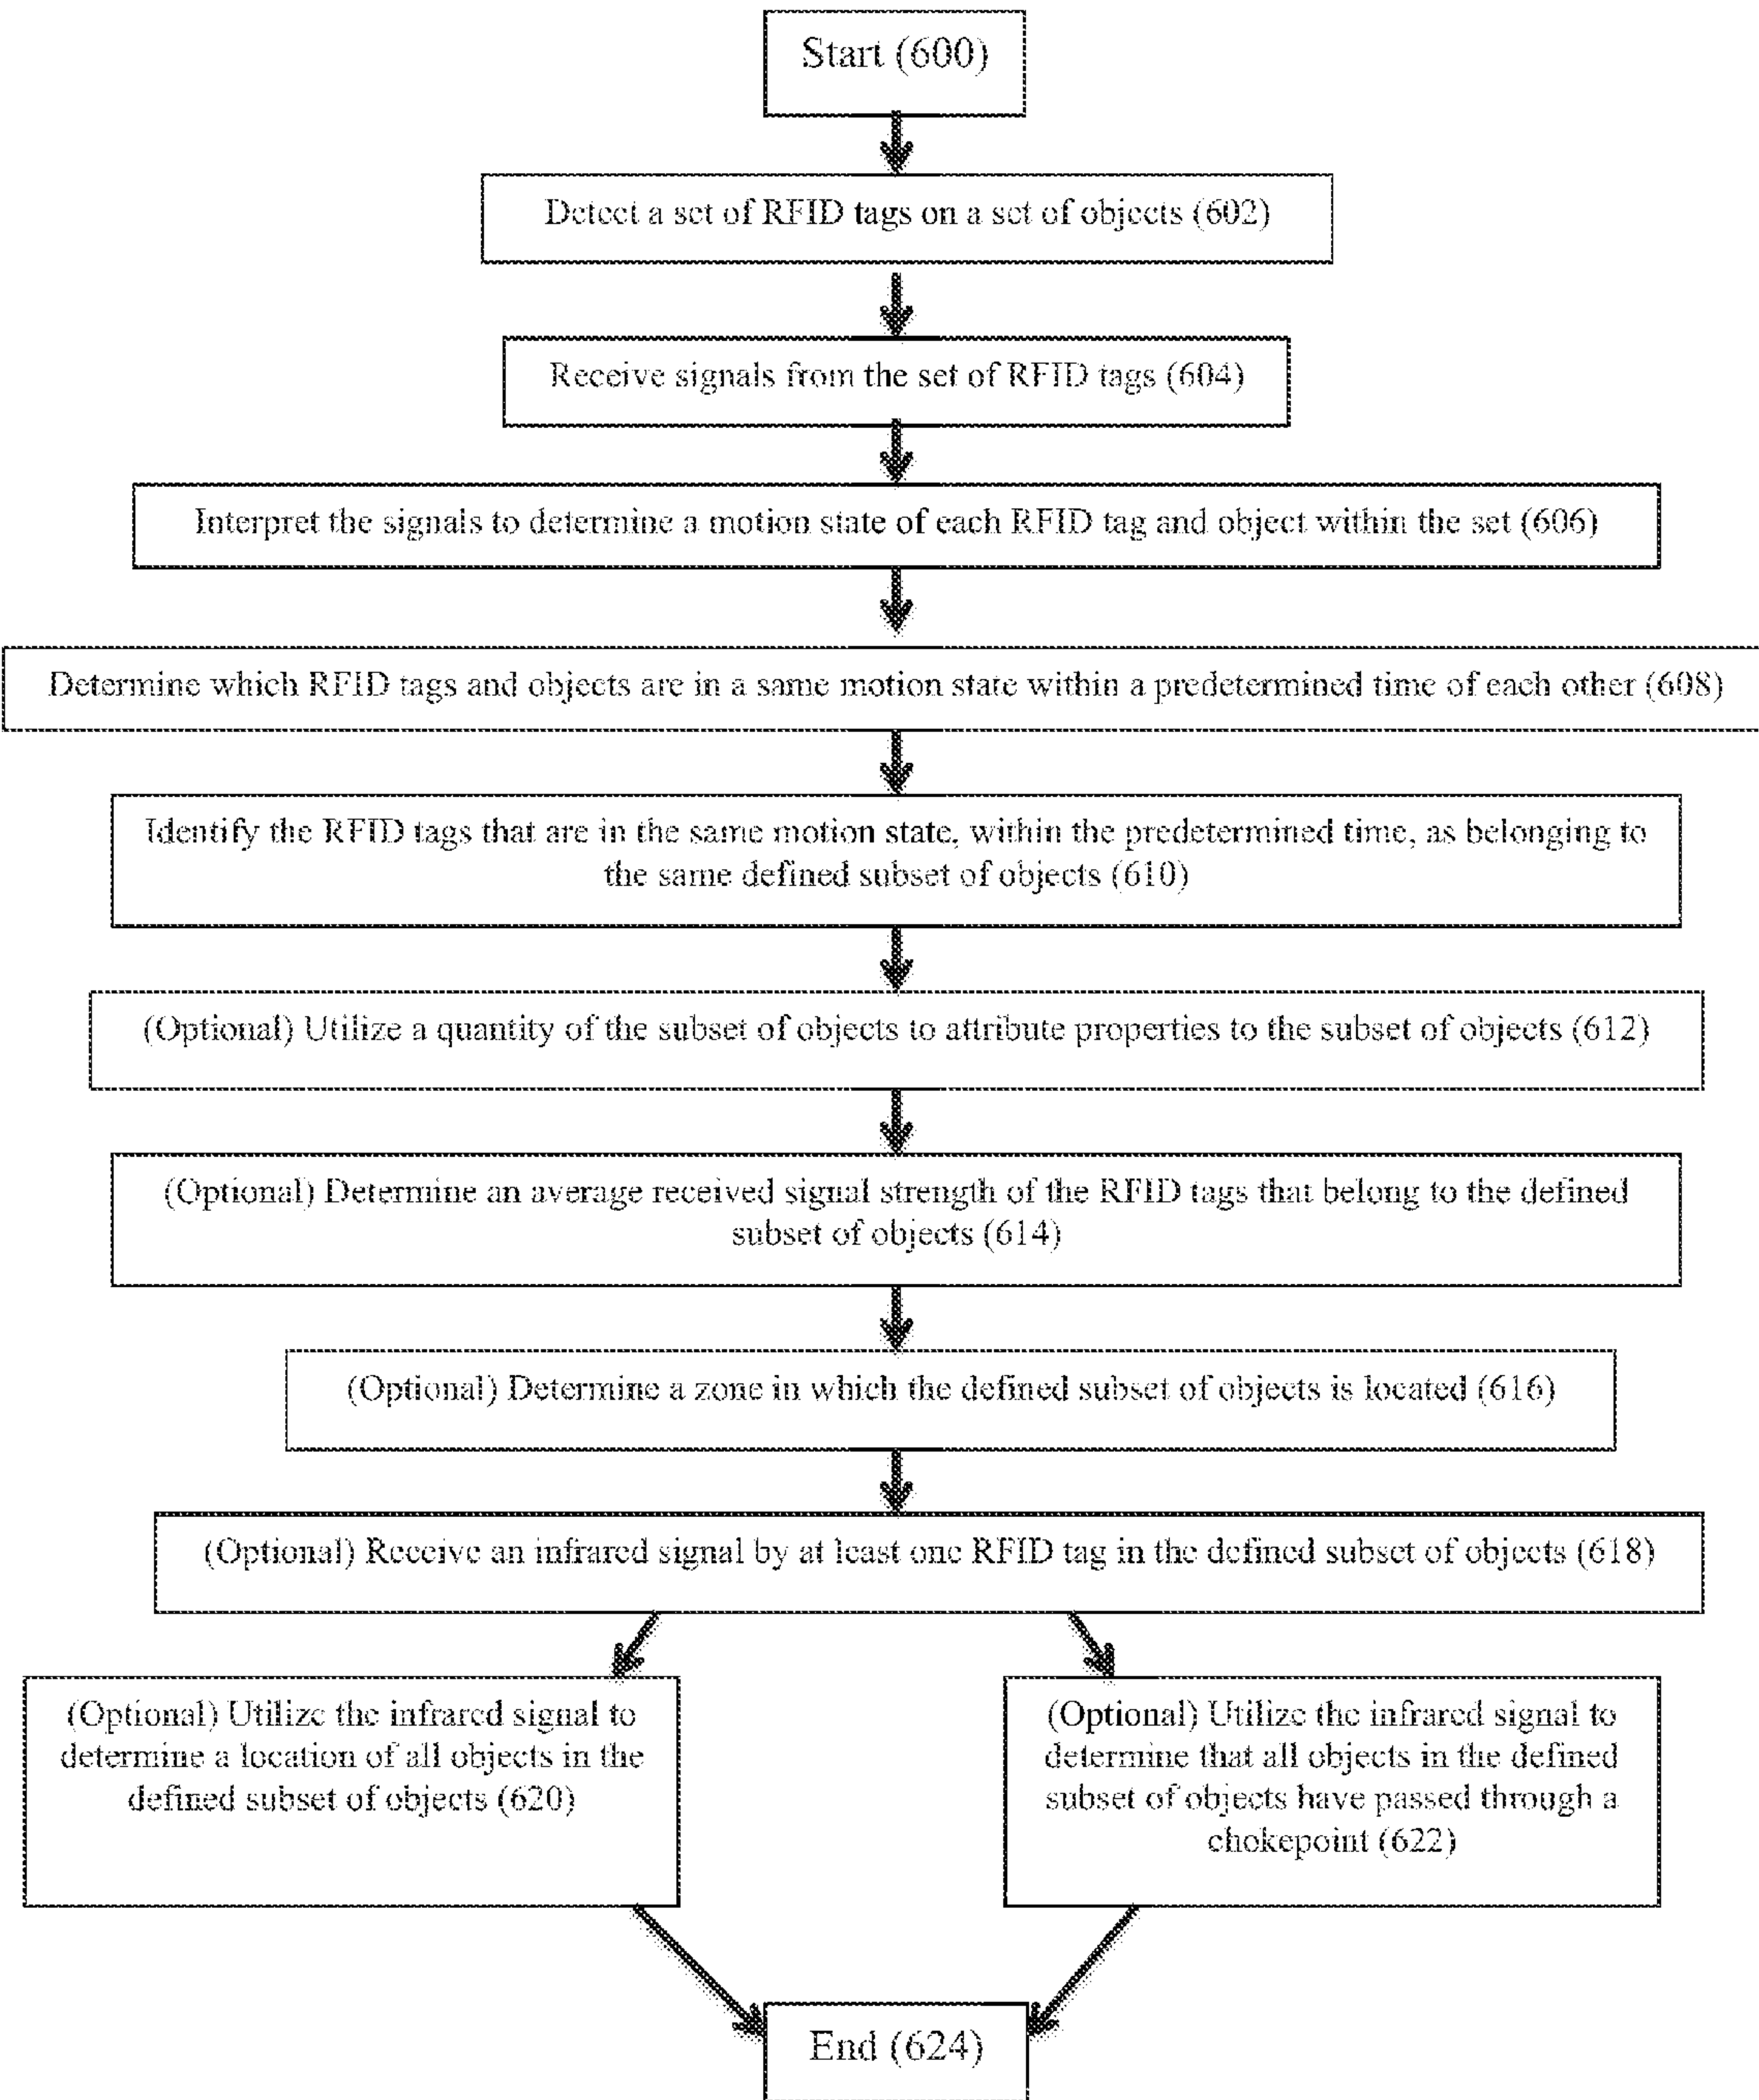 Start (600)
Detect a set of RFID tags on a set of objects (602)
Receive signals from the set of RFID tags (604)
Interpret the signals to determine a motion state of each RFID tag and object within the set (606)
Determine which RFID tags and objects are in a same motion state within a predetermined time of each other (608)
Identify the RFID tags that are in the same motion state, within the predetermined time, as belonging to
the same defined subset of objects (610)
(Optional) Utilize a quantity of the subset of objects to attribute properties to the subset of objects (612)
(Optional) Determine an average received signal strength of the RFID tags that belong to the defined
subset of objects (614)
(Optional) Determine a zone in which the defined subset of objects is located (616)
(Optional) Receive an infrared signal by at least one RFID tag in the defined subset of objects (618)
(Optional) Utilize the infrared signal to
determine a location of all objects in the
defined subset of objects (620)
(Optional) Utilize the infrared signal to
determine that all objects in the defined
subset of objects have passed through a
chokepoint (622)
End (624)